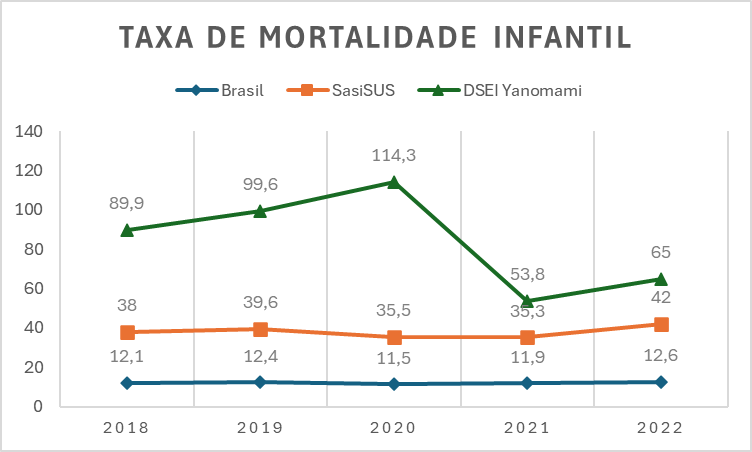 TAXA DE MORTALIDADE INFANTIL
Brasil SasiSUS DSEI Yanomami
140
120
100
80
60
40
20
0
89,9 99,6 114,3 53,8 65
38 39,6 35,5 35,3 42
12,1 12,4 11,5 11,9 12,6
2018 2019 2020 2021 2022